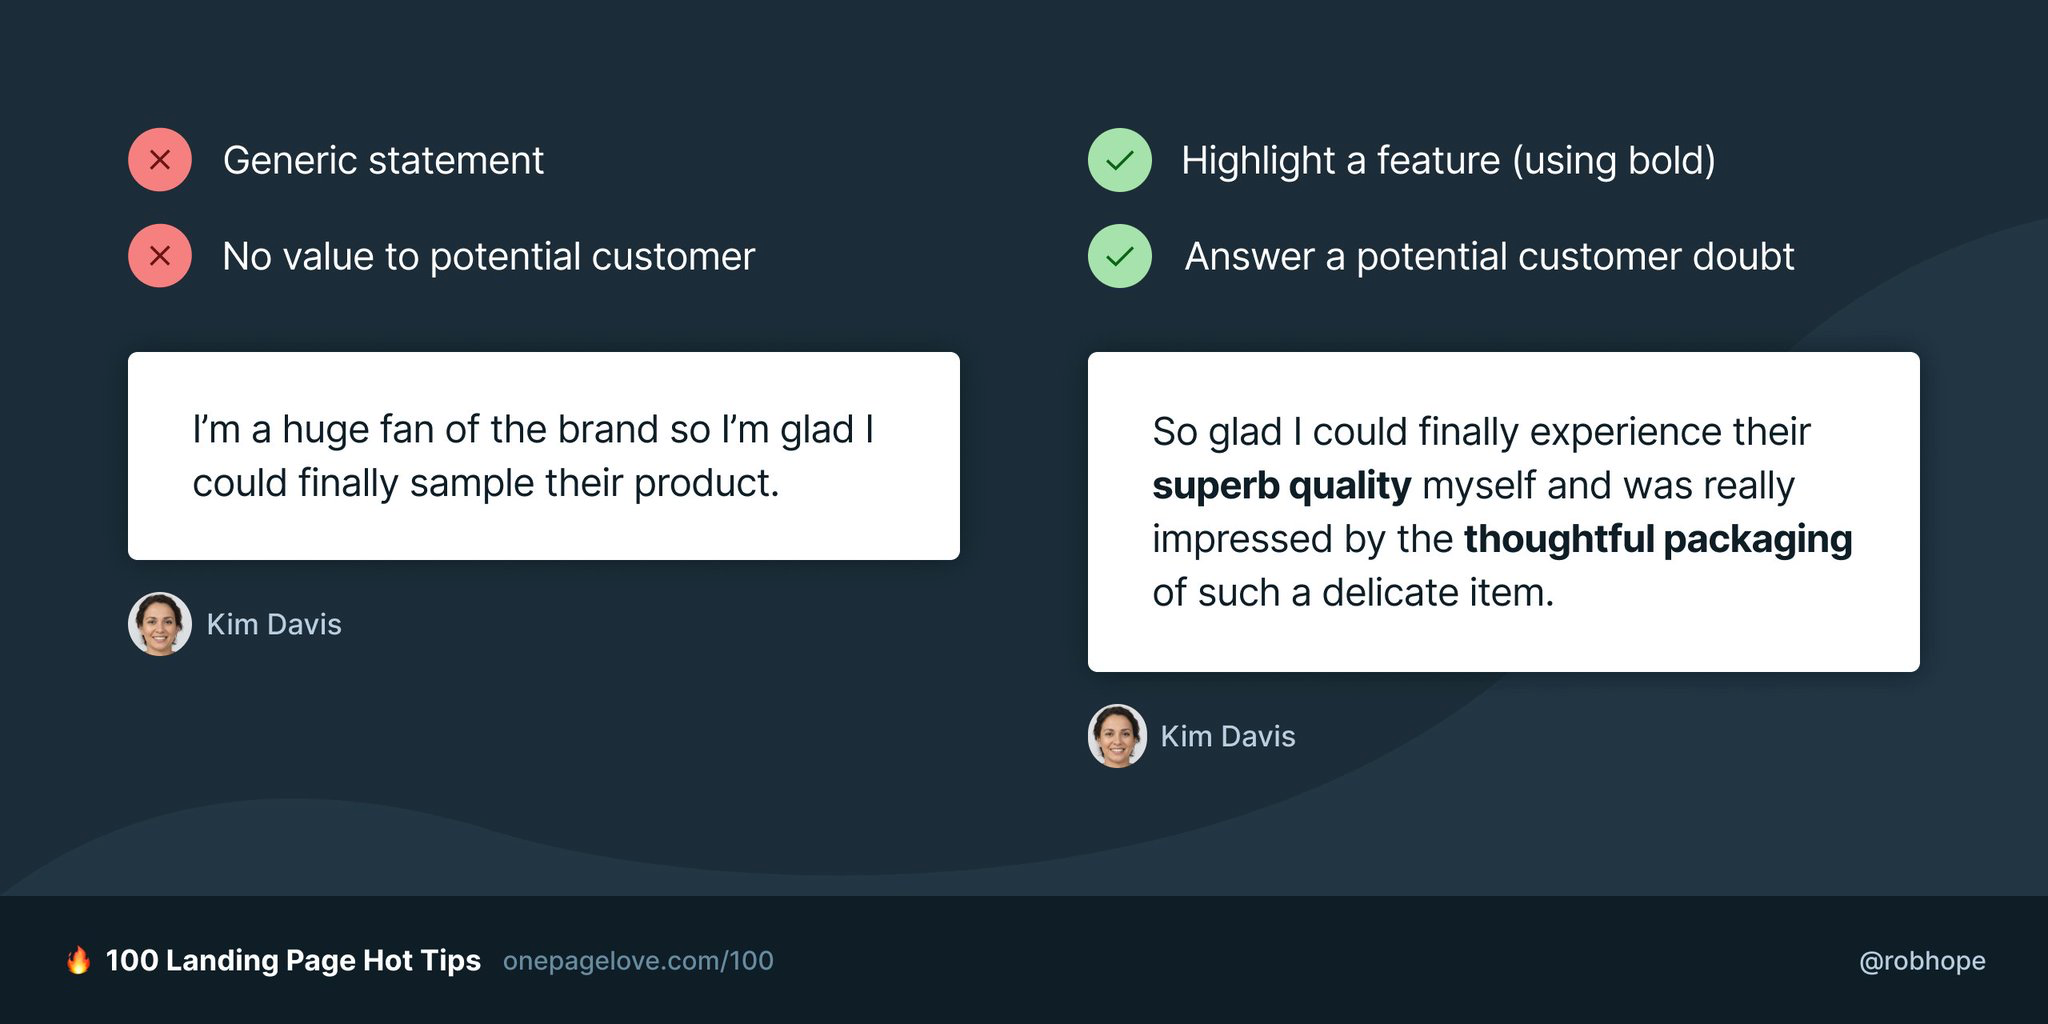 Generic statement
No value to potential customer
I’m a huge fan of the brand so I’m glad I
could finally sample their product.
Kim Davis
Highlight a feature (using bold)
Answer a potential customer doubt
So glad I could finally experience their
superb quality myself and was really
impressed by the thoughtful packaging
of such a delicate item.
Kim Davis
🔥 100 Landing Page Hot Tips onepagelove.com/100
@robhope